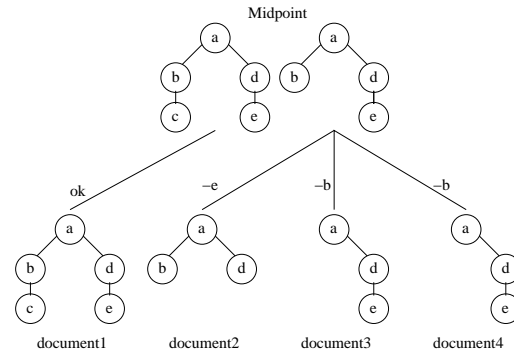 Midpoint
a a
b d b d
c e e
ok −e −b −b
a a a a
b d b d d d
c e e e
document1 document2 document3 document4